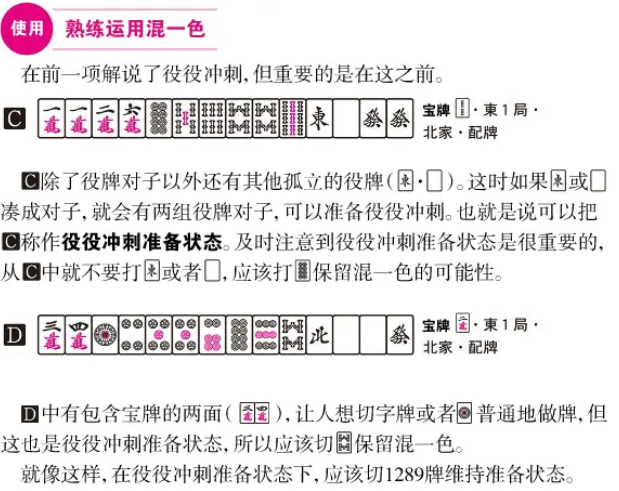 使用 熟练运用混一色
在前一项解说了役役冲刺,但重要的是在这之前。
C 一萬 一萬 二萬 六萬 東 發 發 宝牌 · 東1局 ·
北家 · 配牌
C除了役牌对子以外还有其他孤立的役牌(東·)。这时如果東或
凑成对子,就会有两组役牌对子,可以准备役役冲刺。也就是说可以把
C称作役役冲刺准备状态。及时注意到役役冲刺准备状态是很重要的,
从C中就不要打東或者,应该打保留混一色的可能性。
D 三萬 四萬 北 發 宝牌 二萬 · 東1局 ·
北家 · 配牌
D中有包含宝牌的两面(三萬四萬),让人想切字牌或者普通地做牌,但
这也是役役冲刺准备状态,所以应该切保留混一色。
就像这样,在役役冲刺准备状态下,应该切1289牌维持准备状态。